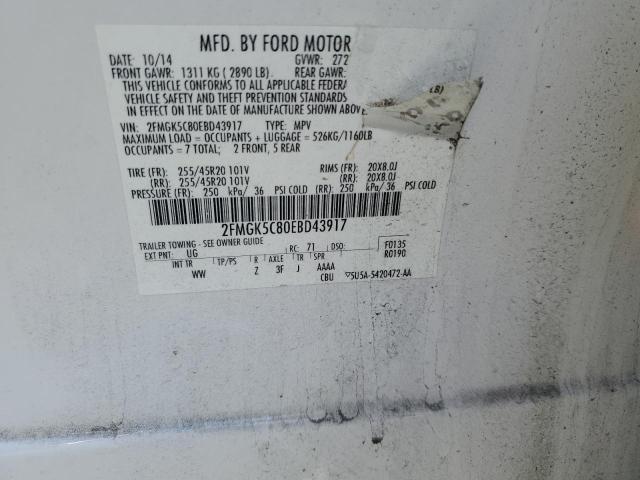 MFD. BY FORD MOTOR
DATE: 10/14 GVWR: 272
FRONT GAWR: 1311 KG ( 2890 LB) REAR GAWR:
THIS VEHICLE CONFORMS TO ALL APPLICABLE FEDERA
VEHICLE SAFETY AND THEFT PREVENTION STANDARDS
IN EFFECT ON THE DATE OF MANUFACTURE SHOWN ABO
LB)
VIN: 2FMGK5C80EBD43917 TYPE: MPV
MAXIMUM LOAD = OCCUPANTS + LUGGAGE = 526KG/1160LB
OCCUPANTS = 7 TOTAL; 2 FRONT, 5 REAR
TIRE (FR): 255/45R20 101V RIMS (FR): 20X8.0J
(RR): 255/45R20 101V (RR): 20X8.0J
PRESSURE (FR): 250 kPa/ 36 PSI COLD (RR): 250 kPa/ 36 PSI COLD
2FMGK5C80EBD43917
TRAILER TOWING - SEE OWNER GUIDE F0135
EXT PNT: UG RC: 71 DSO: R0190
INT TR TP/PS R AXLE TR SPR
WW Z 3F J AAAA
CBU 5U5A-5420472-AA